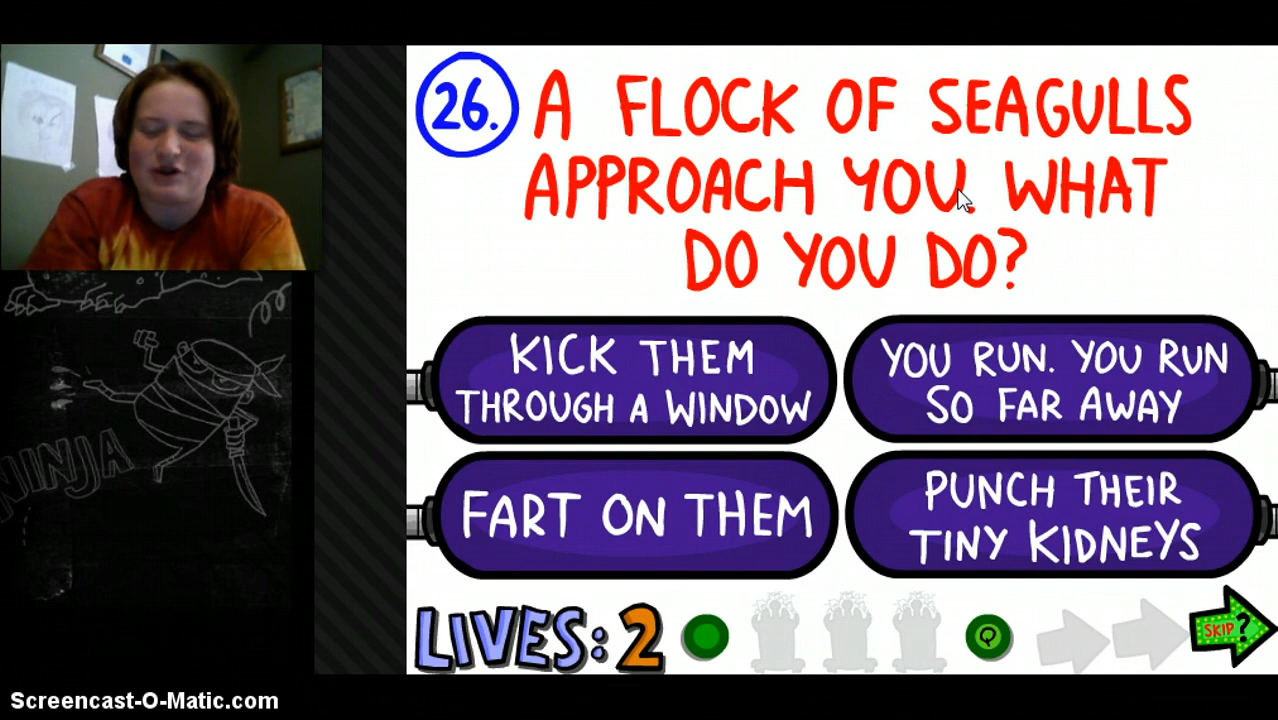 26.
A FLOCK OF SEAGULLS
APPROACH YOU. WHAT
DO YOU DO?
KICK THEM
THROUGH A WINDOW
YOU RUN. YOU RUN
SO FAR AWAY
FART ON THEM
PUNCH THEIR
TINY KIDNEYS
NINJA
LIVES: 2
Q
SKIP?
Screencast-O-Matic.com